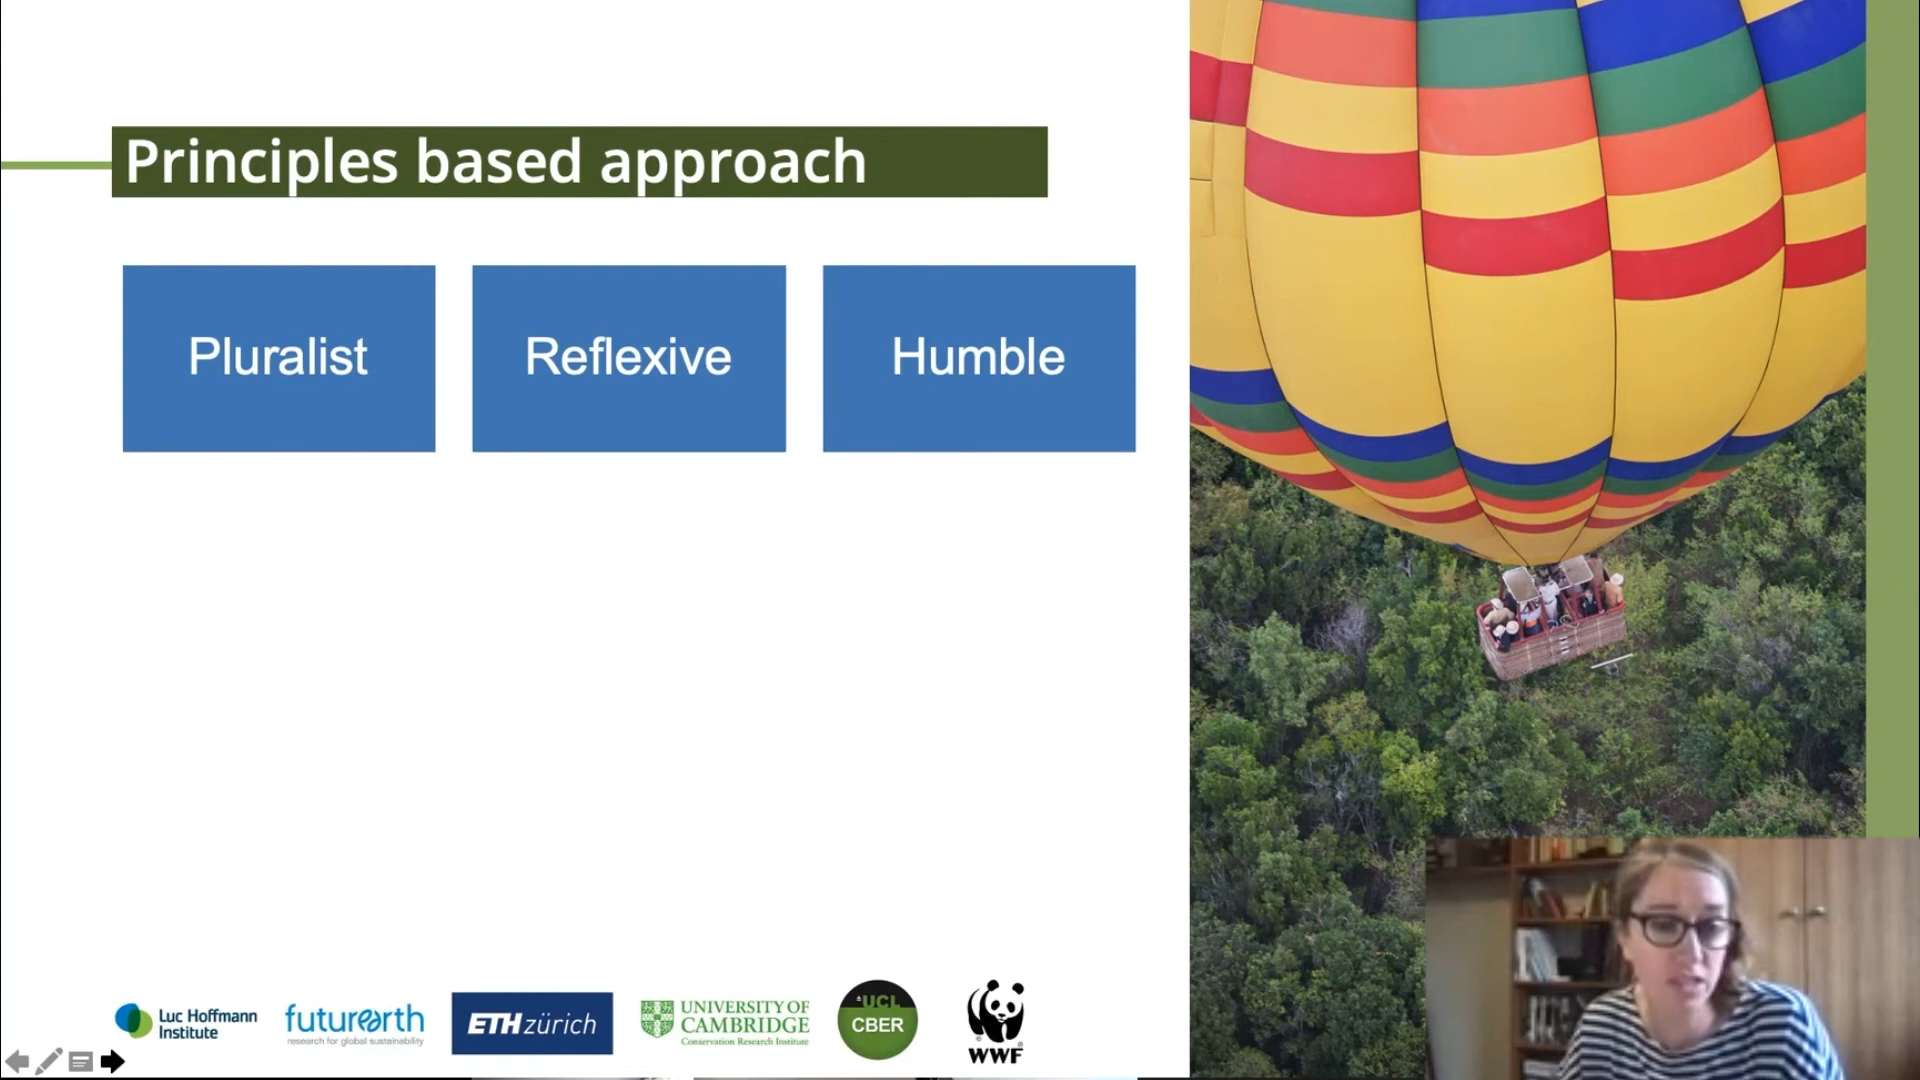 Principles based approach
Pluralist
Reflexive
Humble
Luc Hoffmann
Institute
futurearth
research for global sustainability
ETH zürich
UNIVERSITY OF
CAMBRIDGE
Conservation Research Institute
UCL
CBER
WWF